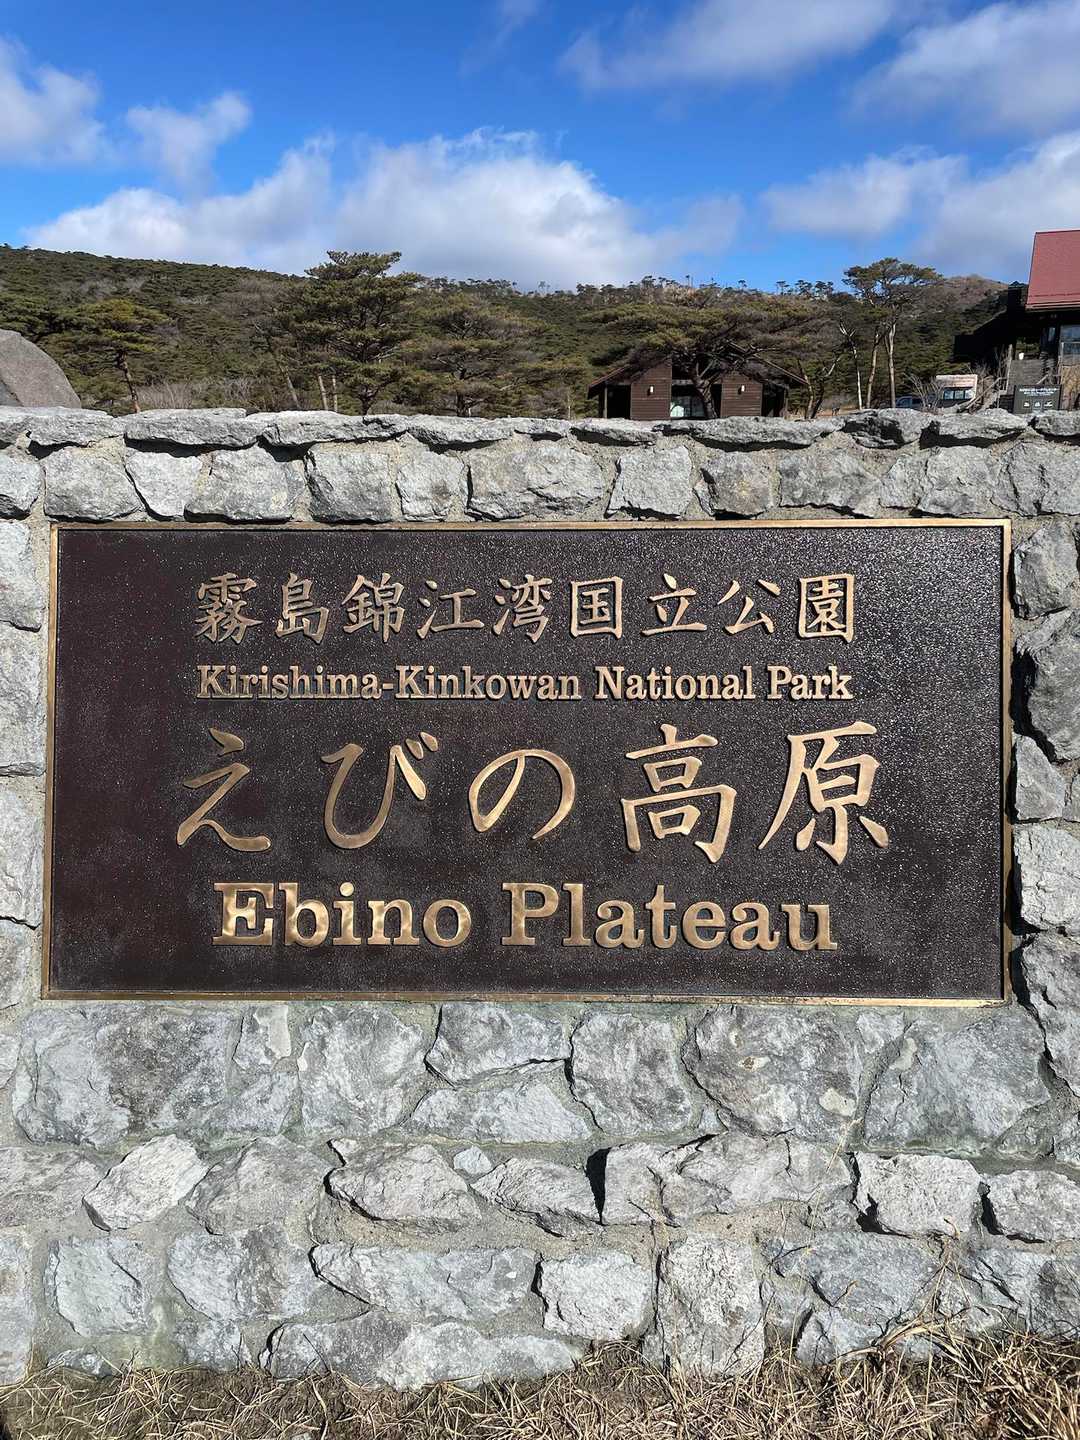 霧島錦江湾国立公園
Kirishima-Kinkowan National Park
えびの高原
Ebino Plateau